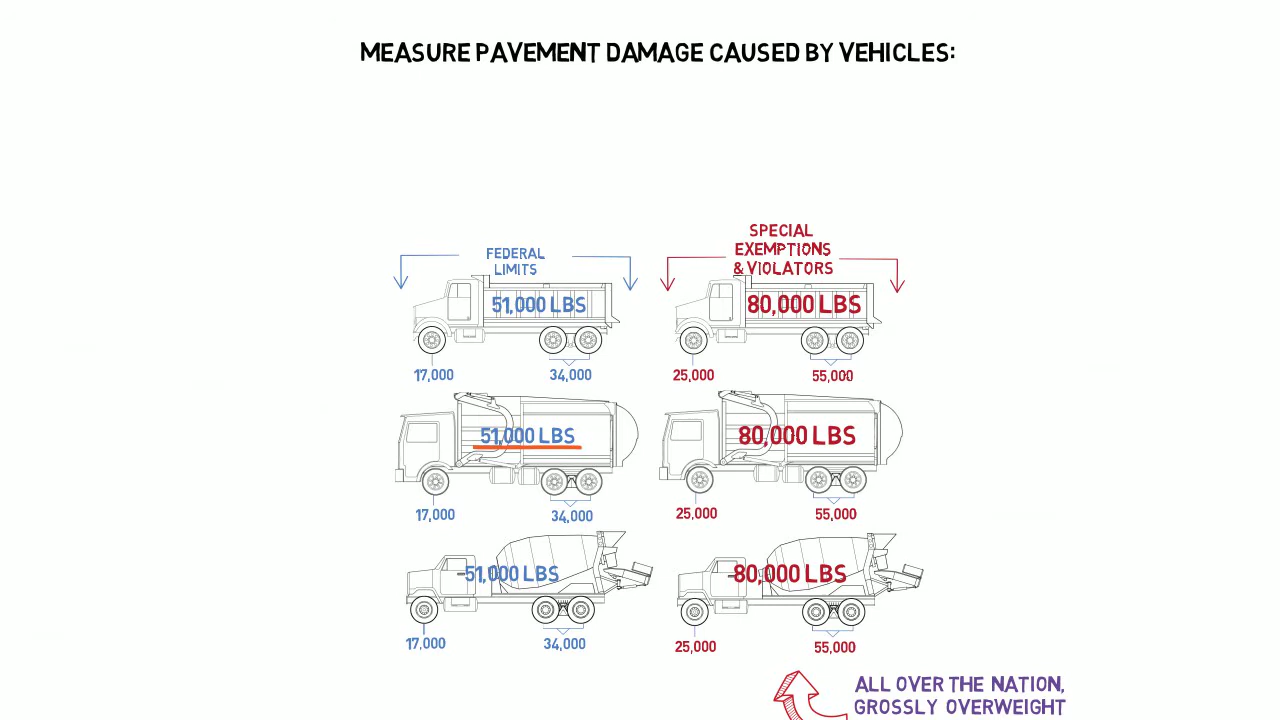 MEASURE PAVEMENT DAMAGE CAUSED BY VEHICLES:
FEDERAL
LIMITS
SPECIAL
EXEMPTIONS
& VIOLATORS
51,000 LBS
80,000 LBS
17,000
34,000
25,000
55,000
51,000 LBS
80,000 LBS
17,000
34,000
25,000
55,000
51,000 LBS
80,000 LBS
17,000
34,000
25,000
55,000
ALL OVER THE NATION,
GROSSLY OVERWEIGHT